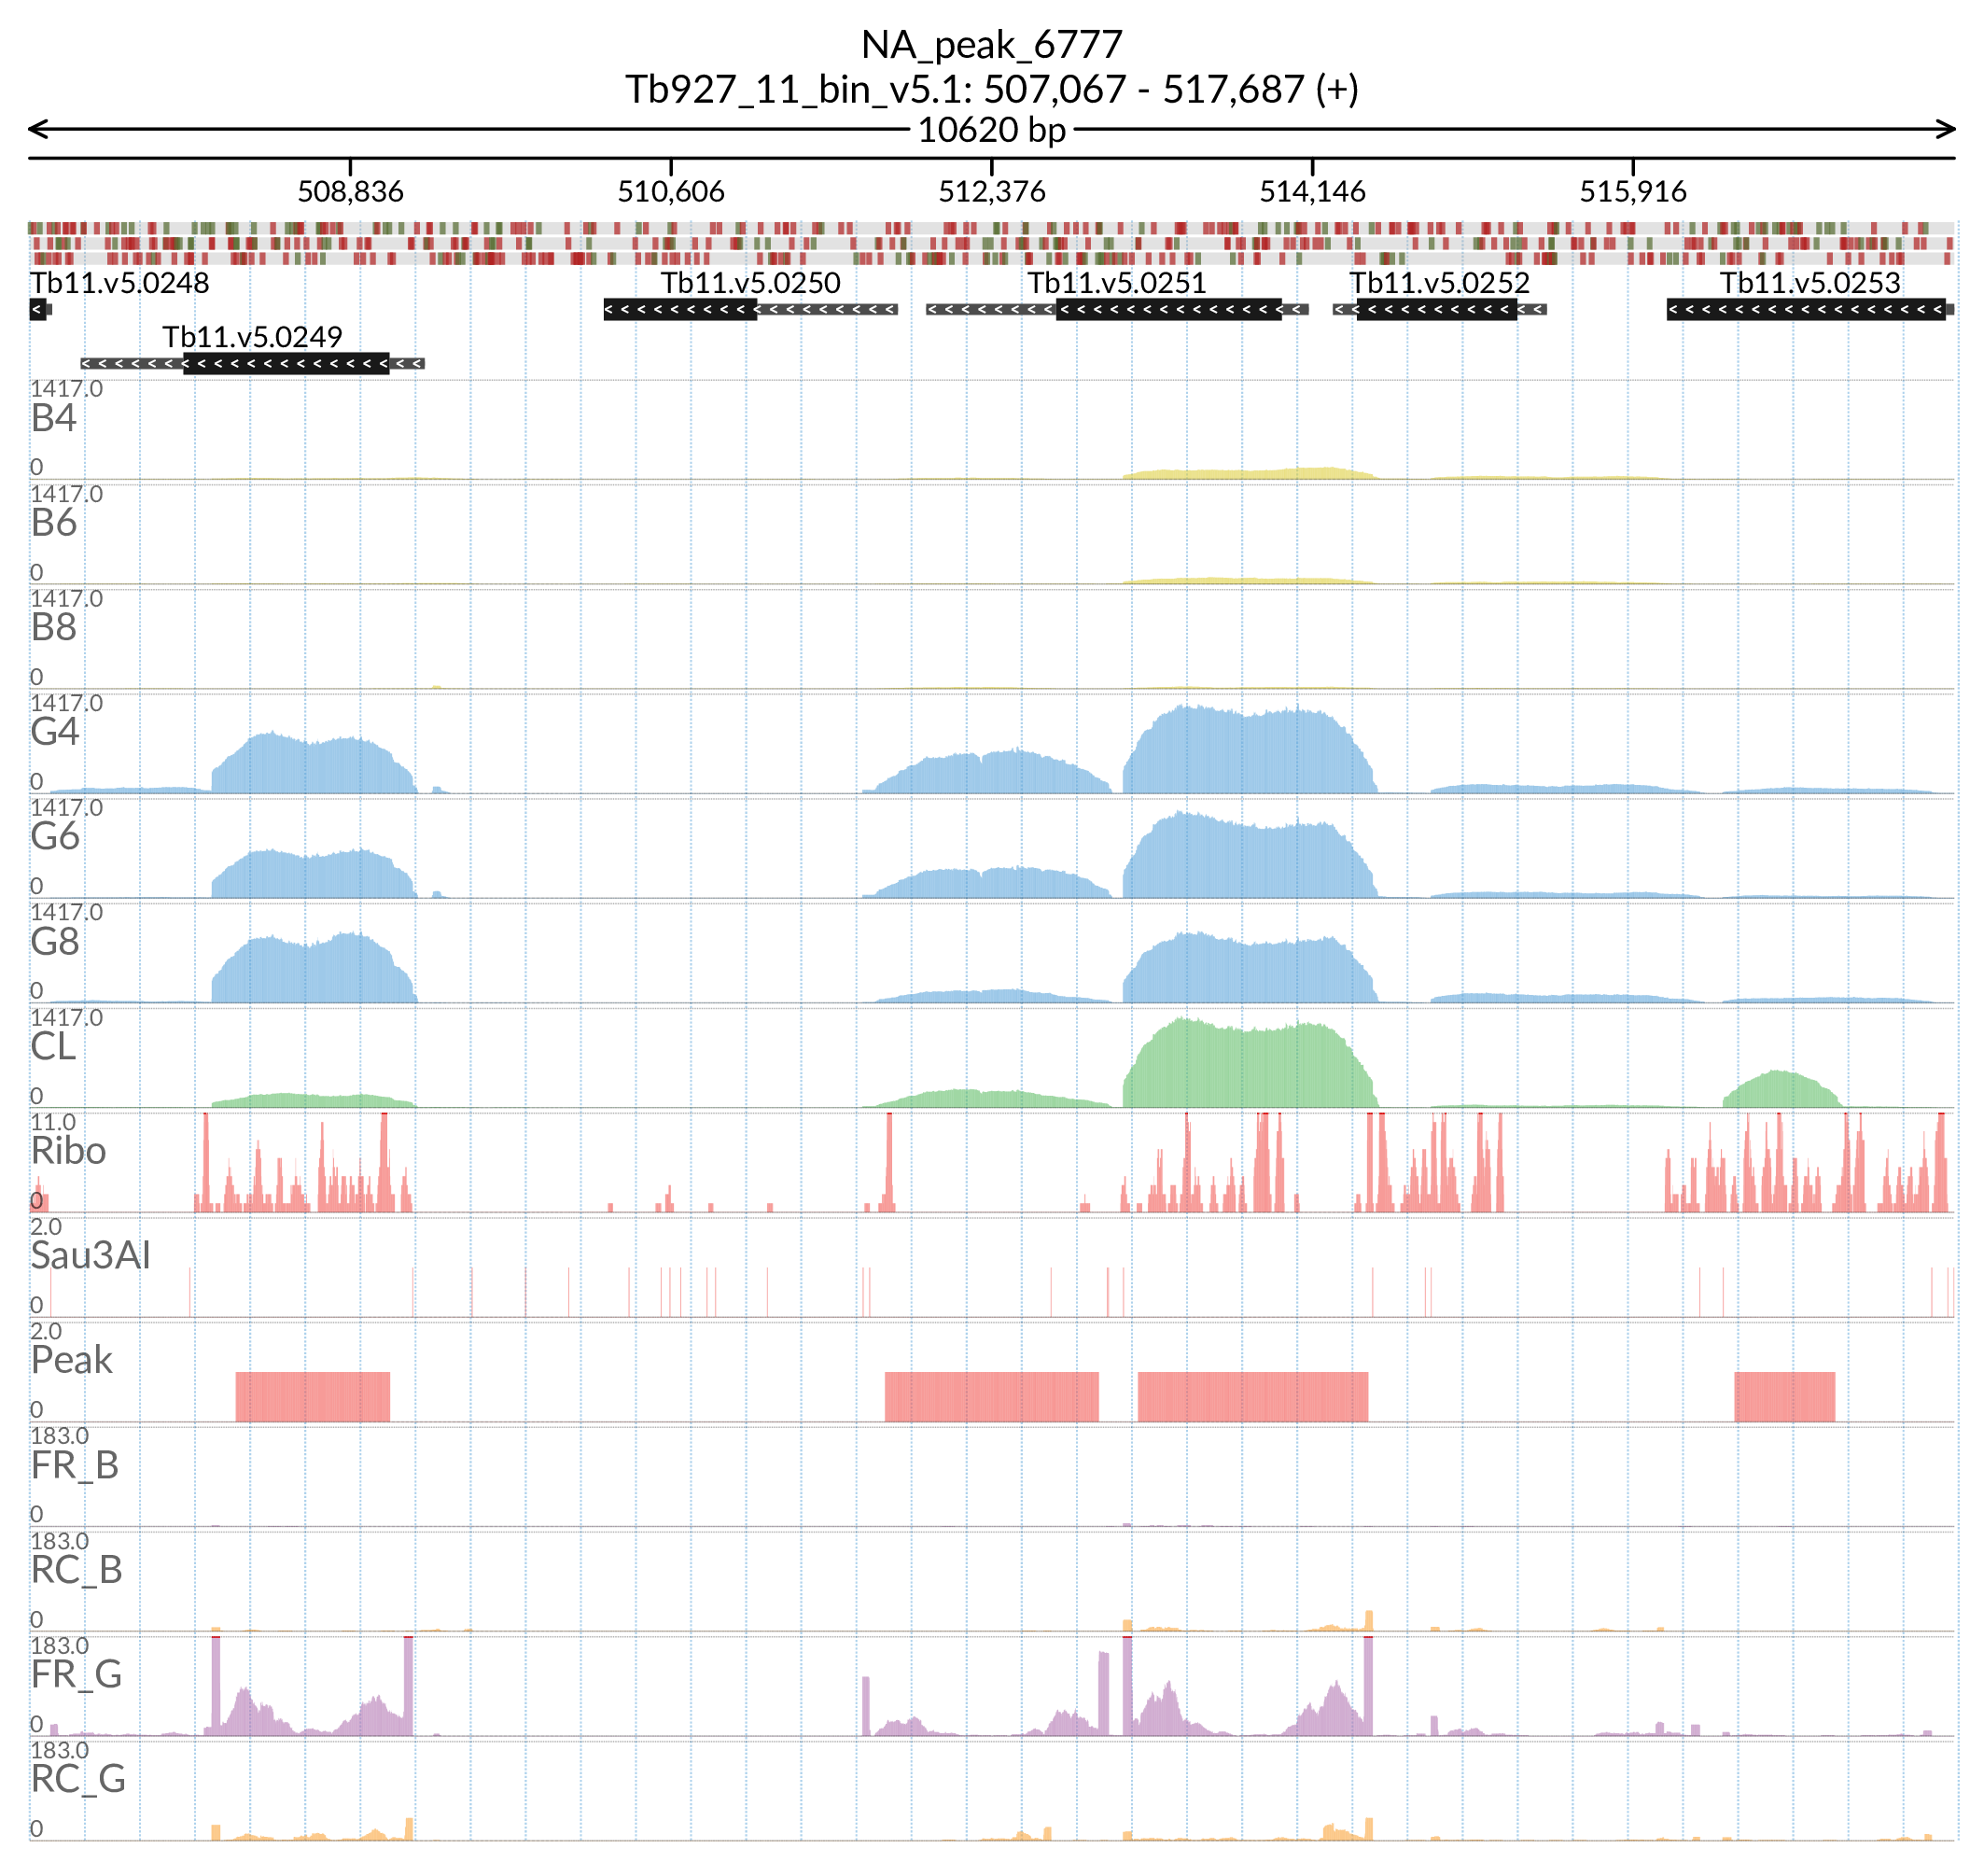 NA_peak_6777
Tb927_11_bin_v5.1: 507,067 - 517,687 (+)
10620 bp
508,836 510,606 512,376 514,146 515,916
Tb11.v5.0248 Tb11.v5.0250 Tb11.v5.0251 Tb11.v5.0252 Tb11.v5.0253
Tb11.v5.0249
1417.0
B4
0
1417.0
B6
0
1417.0
B8
0
1417.0
G4
0
1417.0
G6
0
1417.0
G8
0
1417.0
CL
0
11.0
Ribo
0
2.0
Sau3AI
0
2.0
Peak
0
183.0
FR_B
0
183.0
RC_B
0
183.0
FR_G
0
183.0
RC_G
0